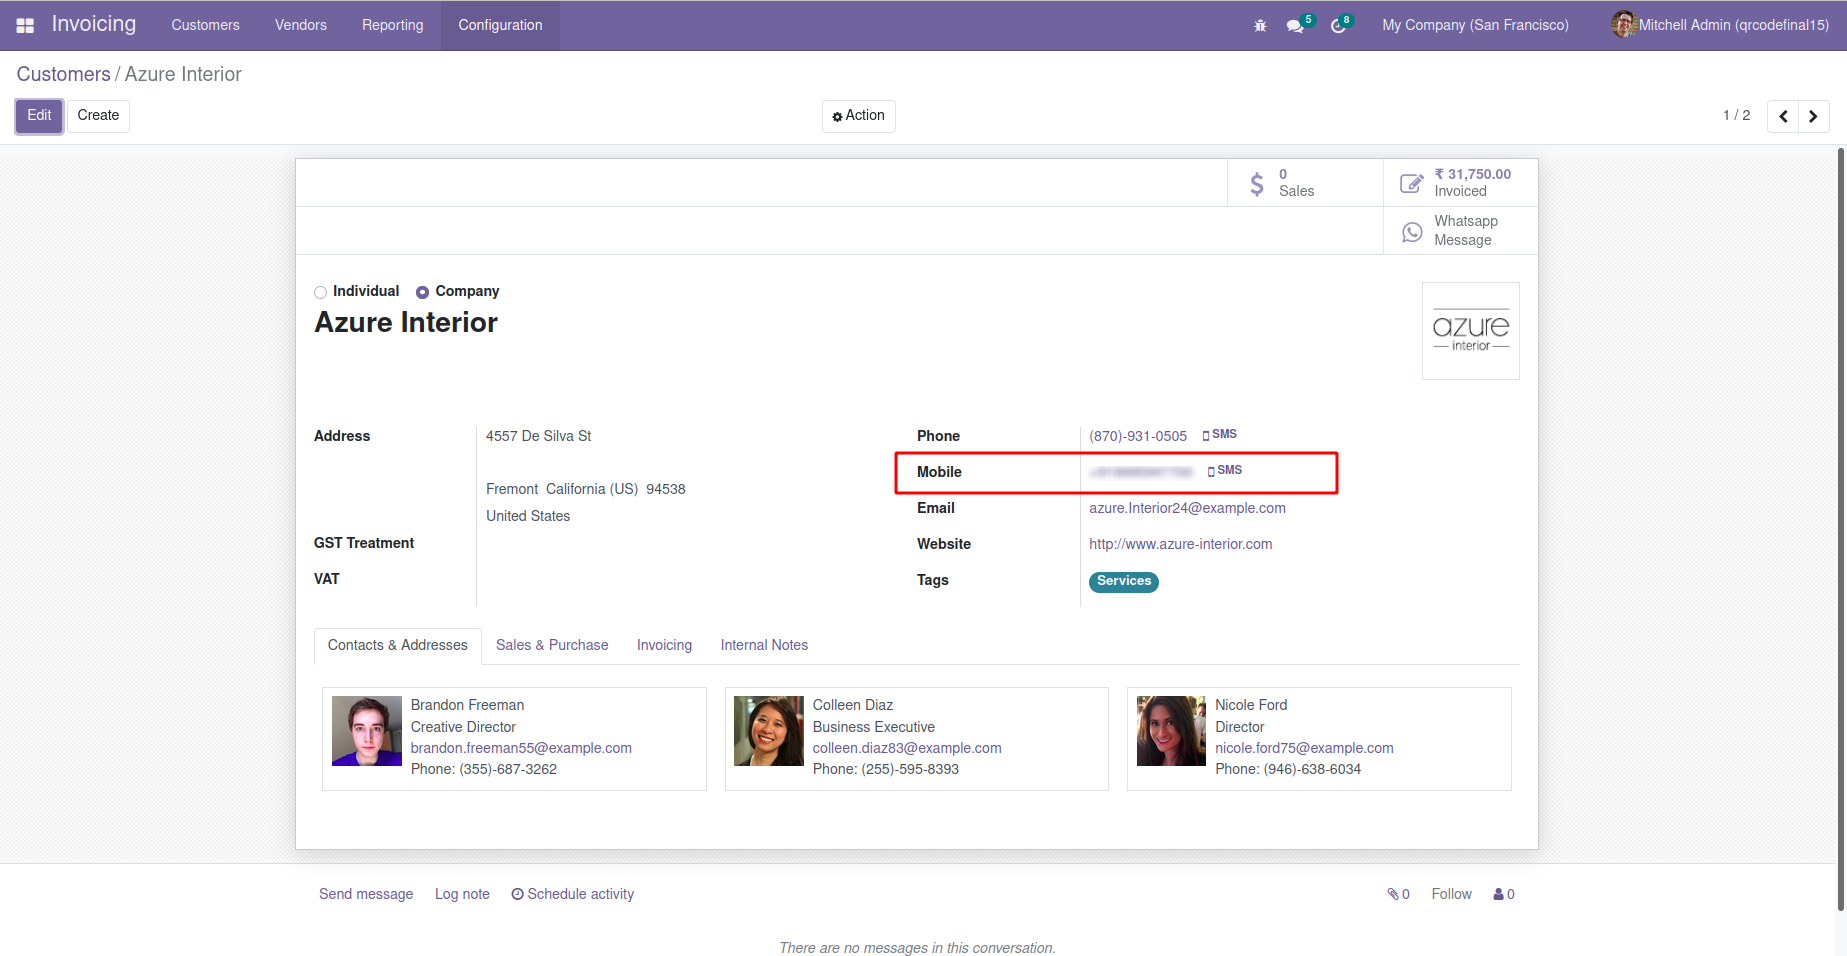 Invoicing Customers Vendors Reporting Configuration 5 8 My Company (San Francisco) Mitchell Admin (qrcodefinal15)
Customers / Azure Interior
Edit Create Action 1 / 2
0
Sales
₹ 31,750.00
Invoiced
Whatsapp
Message
Individual Company
Azure Interior
azure
interior
Address 4557 De Silva St
Fremont California (US) 94538
United States
GST Treatment
VAT
Phone (870)-931-0505 SMS
Mobile SMS
Email azure.Interior24@example.com
Website http://www.azure-interior.com
Tags Services
Contacts & Addresses Sales & Purchase Invoicing Internal Notes
Brandon Freeman
Creative Director
brandon.freeman55@example.com
Phone: (355)-687-3262
Colleen Diaz
Business Executive
colleen.diaz83@example.com
Phone: (255)-595-8393
Nicole Ford
Director
nicole.ford75@example.com
Phone: (946)-638-6034
Send message Log note Schedule activity 0 Follow 0
There are no messages in this conversation.